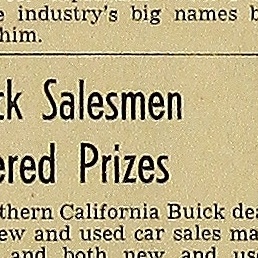 e industry's big names b
him.
ck Salesmen
ered Prizes
thern California Buick dea
ew and used car sales ma
and both new and use